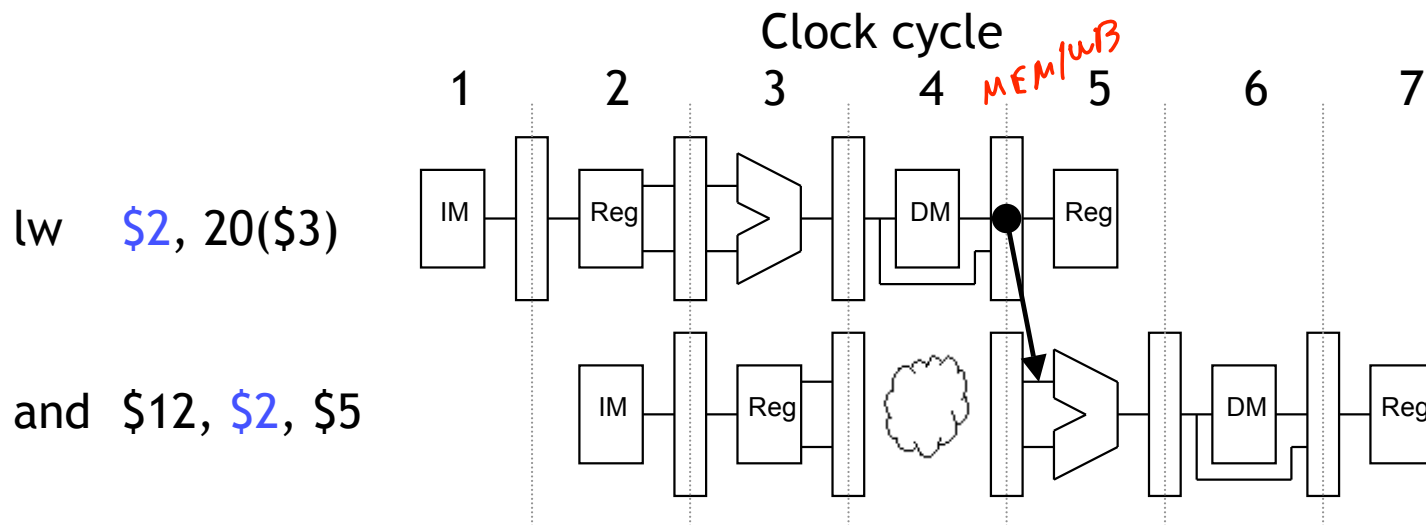 Clock cycle
MEM/WB
1 2 3 4 5 6 7
lw $2, 20($3)
IM Reg DM Reg
and $12, $2, $5
IM Reg DM Reg